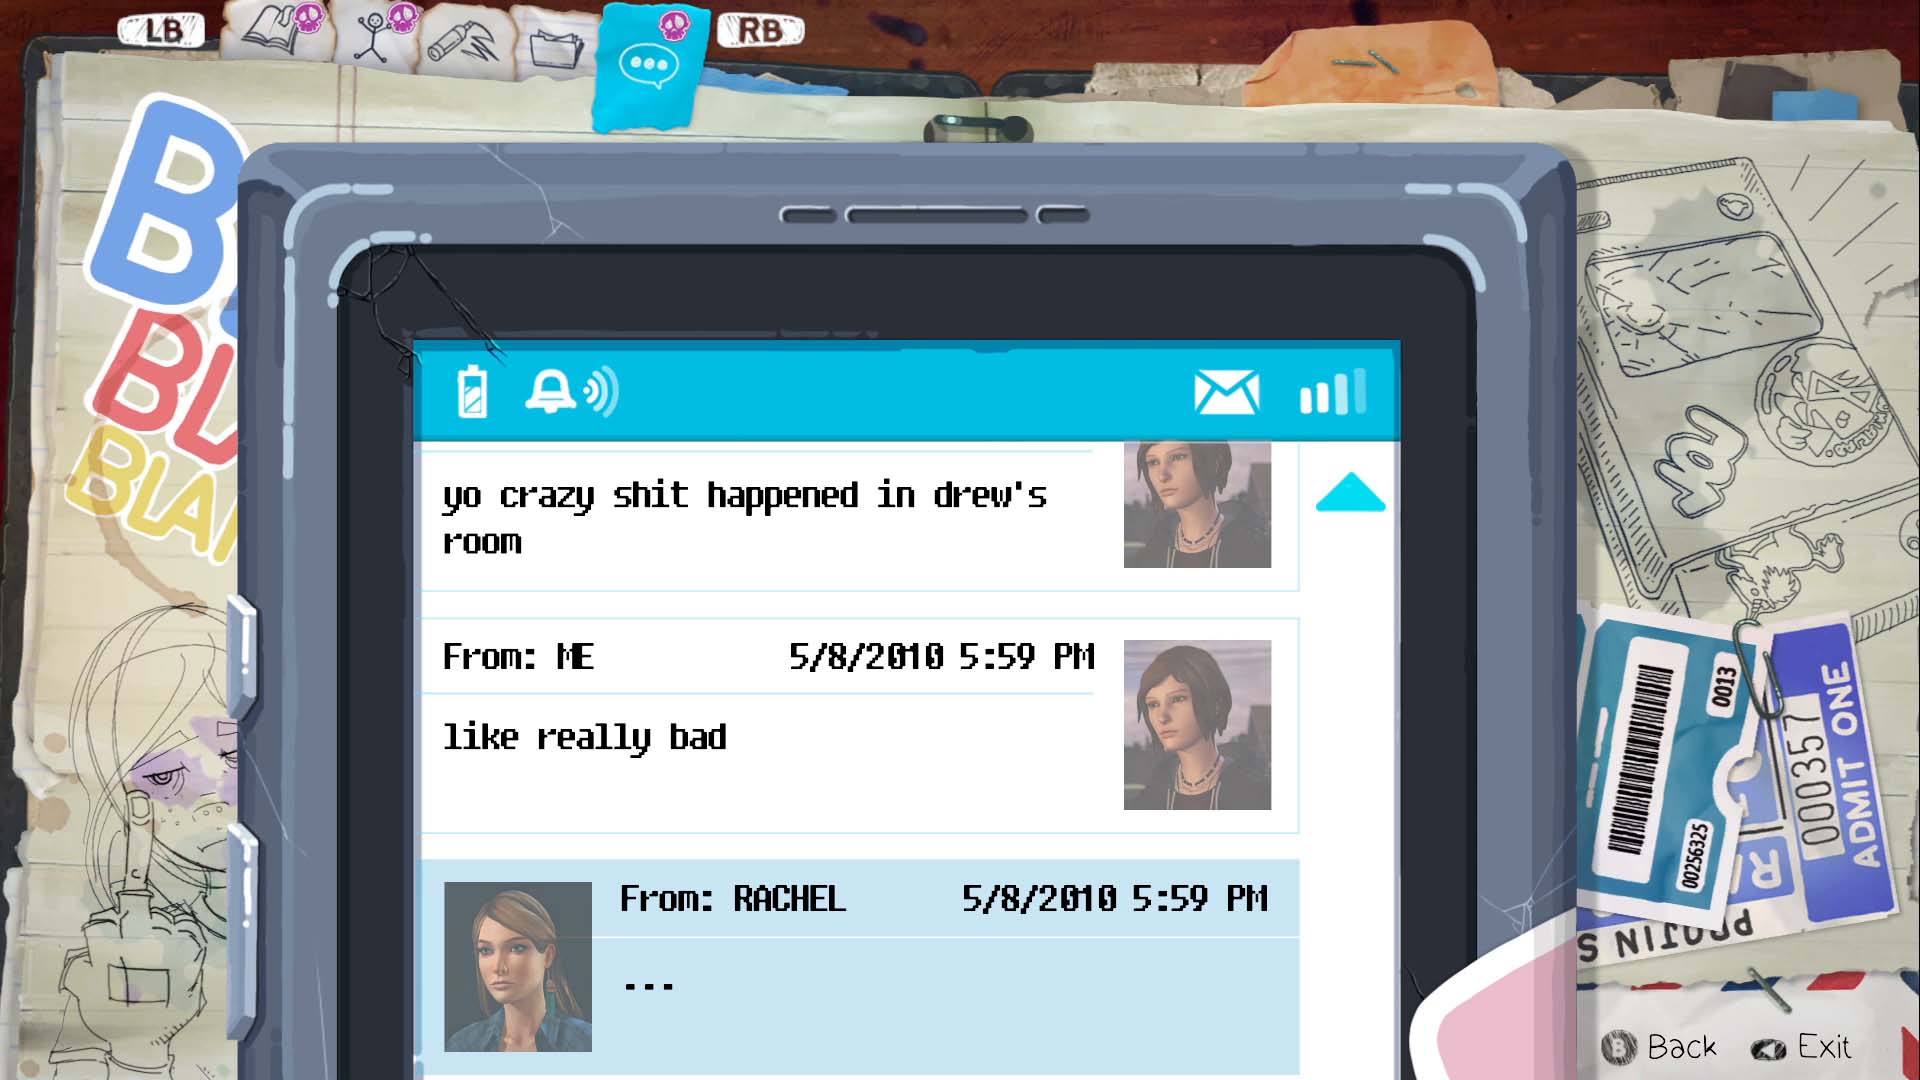 LB
RB
yo crazy shit happened in drew's
room
From: ME 5/8/2010 5:59 PM
like really bad
From: RACHEL 5/8/2010 5:59 PM
...
0013
00256325
000357
ADMIT ONE
B Back
Exit